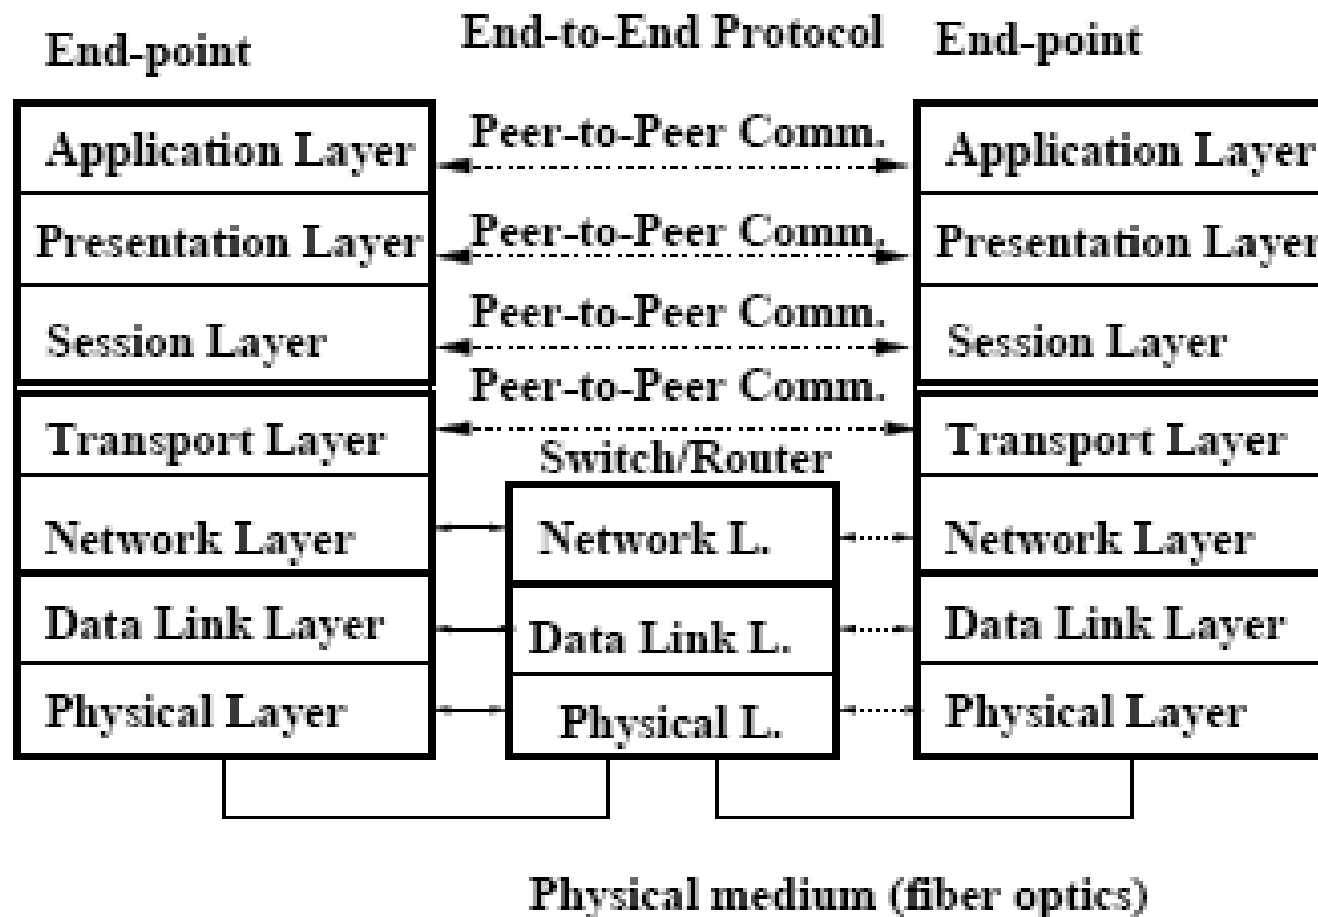 End-point
End-to-End Protocol
End-point
Application Layer
Peer-to-Peer Comm.
Application Layer
Presentation Layer
Peer-to-Peer Comm.
Presentation Layer
Session Layer
Peer-to-Peer Comm.
Session Layer
Peer-to-Peer Comm.
Transport Layer
Transport Layer
Switch/Router
Network Layer
Network L.
Network Layer
Data Link Layer
Data Link L.
Data Link Layer
Physical Layer
Physical L.
Physical Layer
Physical medium (fiber optics)